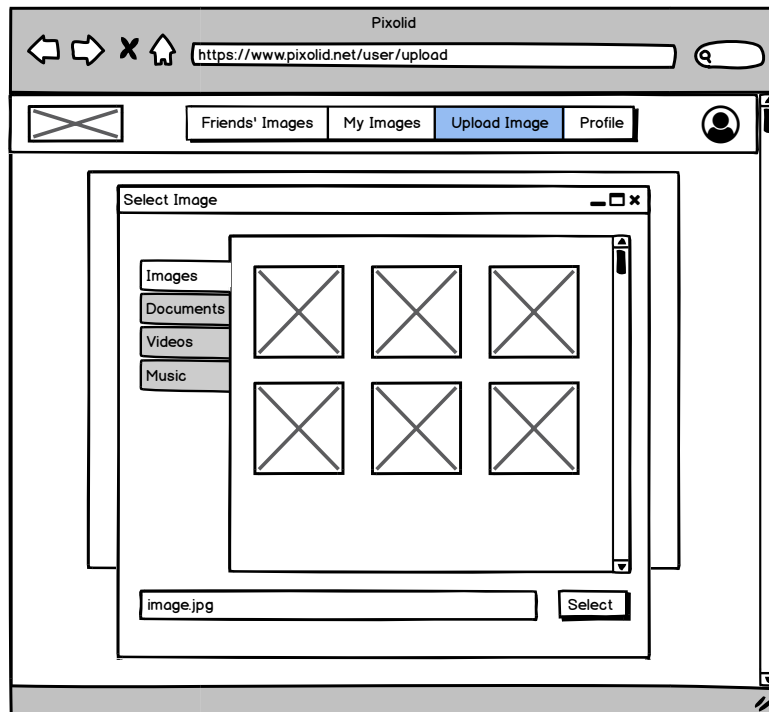 Pixolid
https://www.pixolid.net/user/upload
Friends' Images
My Images
Upload Image
Profile
Select Image
Images
Documents
Videos
Music
image.jpg
Select